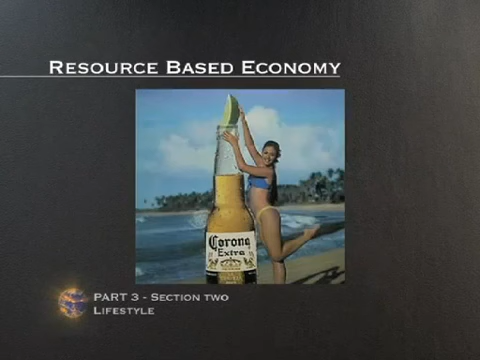 RESOURCE BASED ECONOMY
Corona
Extra
PART 3 - SECTION TWO
LIFESTYLE